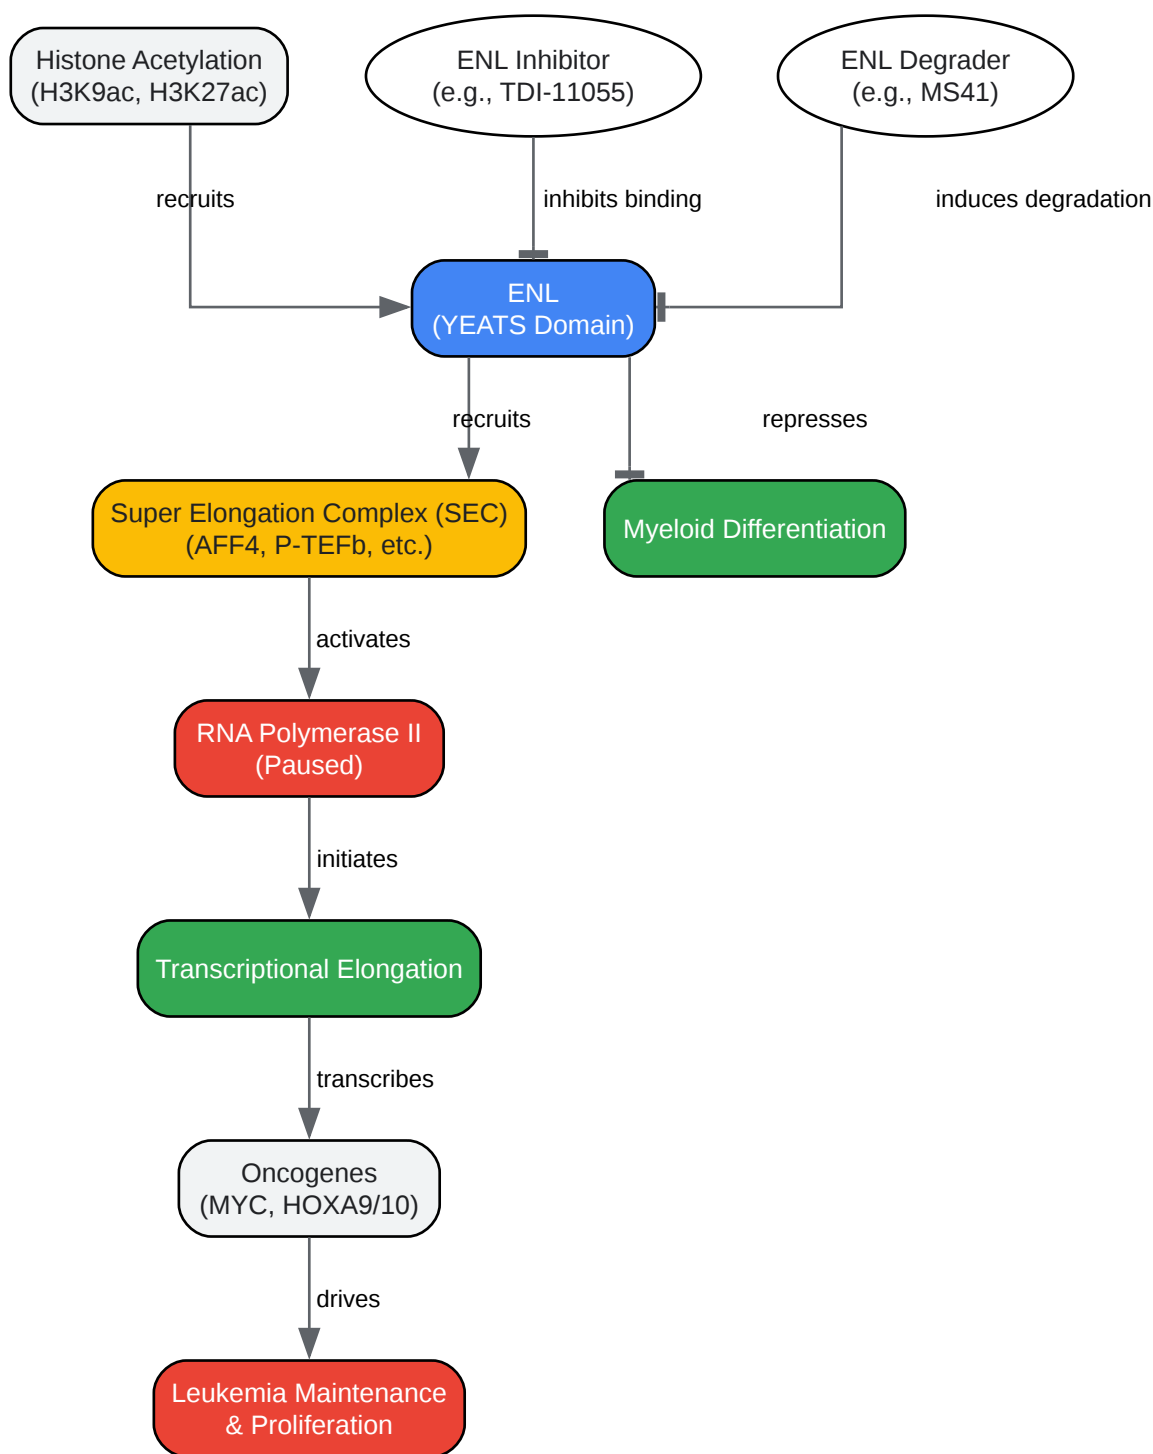 Histone Acetylation
(H3K9ac, H3K27ac)
ENL Inhibitor
(e.g., TDI-11055)
ENL Degrader
(e.g., MS41)
recruits
inhibits binding
induces degradation
ENL
(YEATS Domain)
recruits
represses
Super Elongation Complex (SEC)
(AFF4, P-TEFb, etc.)
Myeloid Differentiation
activates
RNA Polymerase II
(Paused)
initiates
Transcriptional Elongation
transcribes
Oncogenes
(MYC, HOXA9/10)
drives
Leukemia Maintenance
& Proliferation